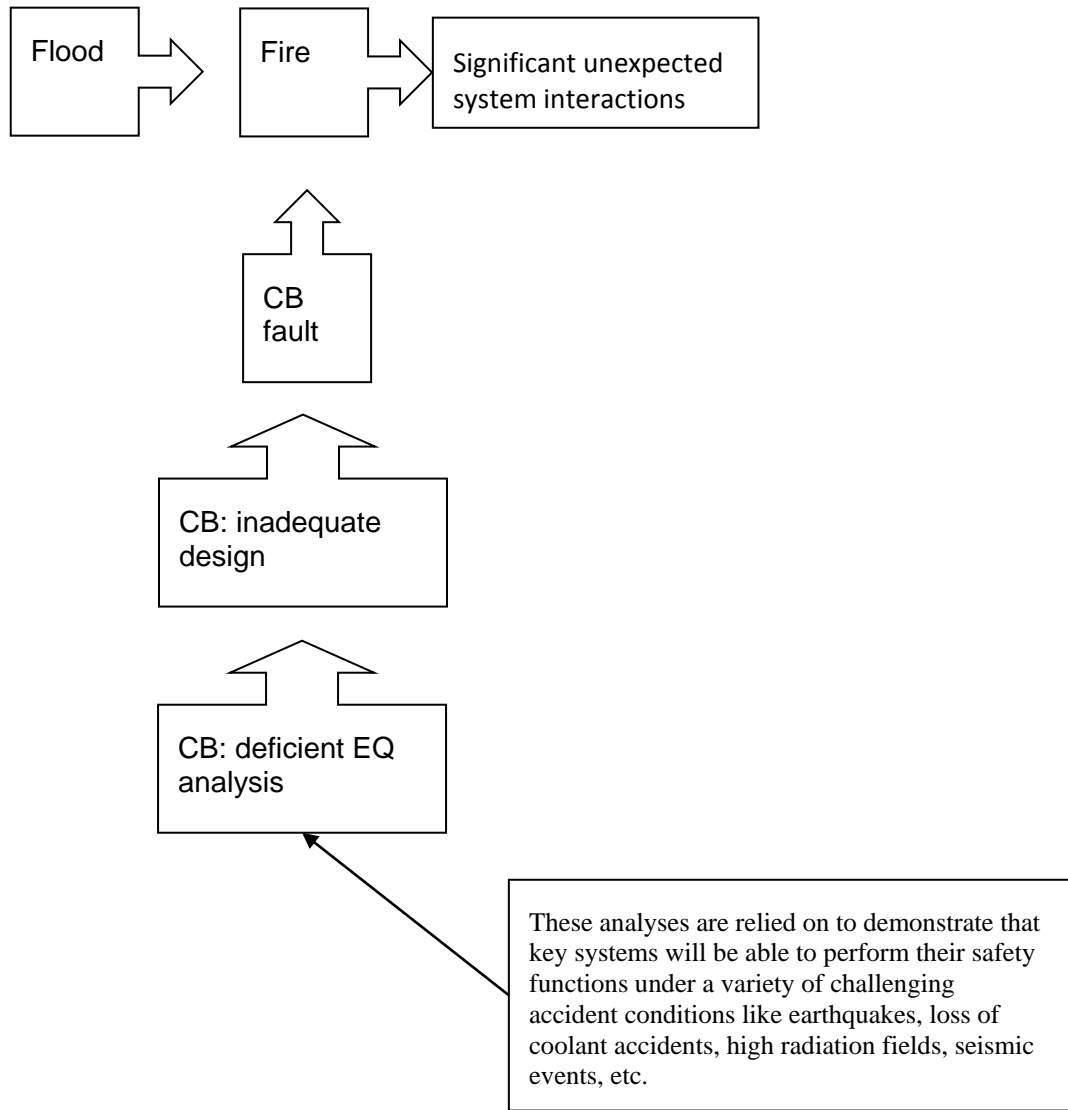 Flood
Fire
Significant unexpected
system interactions
CB
fault
CB: inadequate
design
CB: deficient EQ
analysis
These analyses are relied on to demonstrate that
key systems will be able to perform their safety
functions under a variety of challenging
accident conditions like earthquakes, loss of
coolant accidents, high radiation fields, seismic
events, etc.